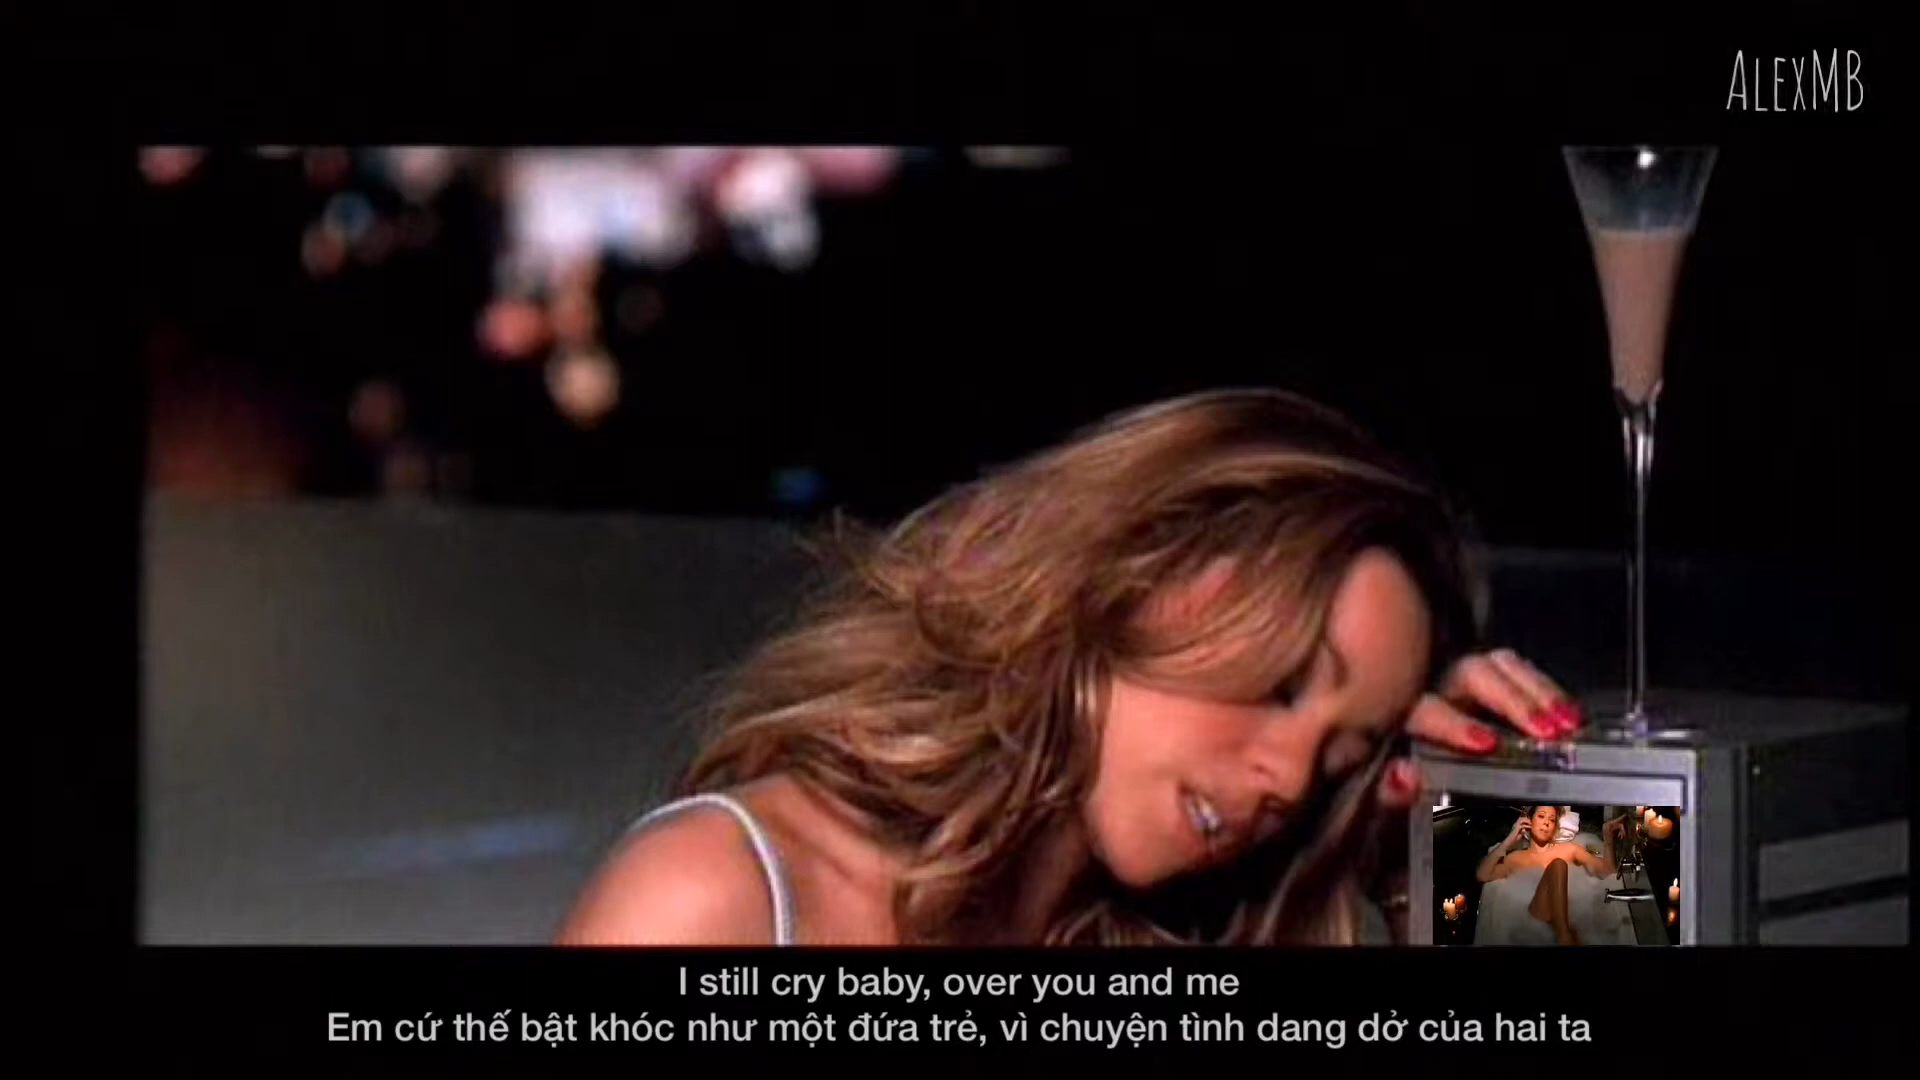 ALEXMB
I still cry baby, over you and me
Em cứ thế bật khóc như một đứa trẻ, vì chuyện tình dang dở của hai ta